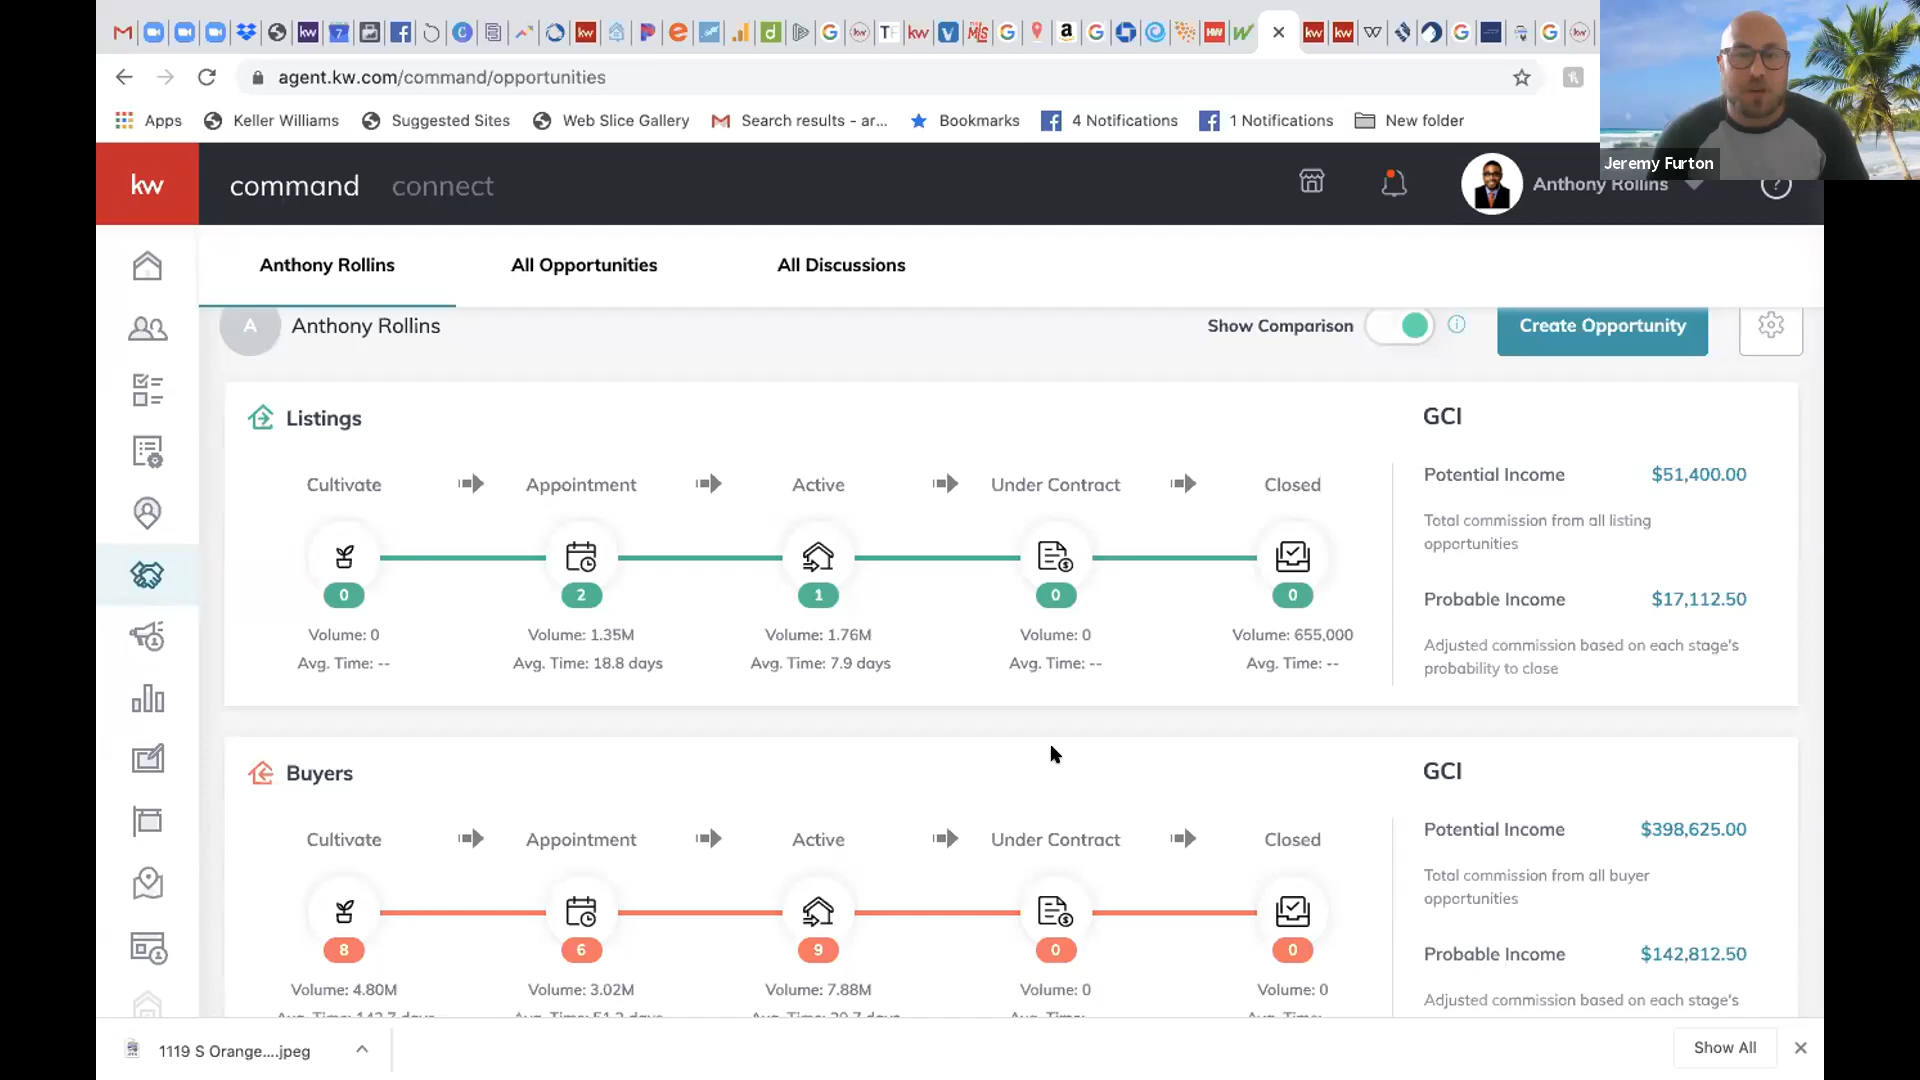 agent.kw.com/command/opportunities
Apps
Keller Williams
Suggested Sites
Web Slice Gallery
Search results - ar...
Bookmarks
4 Notifications
1 Notifications
New folder
Jeremy Furton
kw
command
connect
Anthony Rollins
Anthony Rollins
All Opportunities
All Discussions
A
Anthony Rollins
Show Comparison
Create Opportunity
Listings
GCI
Cultivate
Appointment
Active
Under Contract
Closed
Potential Income
$51,400.00
Total commission from all listing
opportunities
0
2
1
0
0
Probable Income
$17,112.50
Volume: 0
Volume: 1.35M
Volume: 1.76M
Volume: 0
Volume: 655,000
Avg. Time: --
Avg. Time: 18.8 days
Avg. Time: 7.9 days
Avg. Time: --
Avg. Time: --
Adjusted commission based on each stage's
probability to close
Buyers
GCI
Cultivate
Appointment
Active
Under Contract
Closed
Potential Income
$398,625.00
Total commission from all buyer
opportunities
8
6
9
0
0
Probable Income
$142,812.50
Volume: 4.80M
Volume: 3.02M
Volume: 7.88M
Volume: 0
Volume: 0
Adjusted commission based on each stage's
1119 S Orange....jpeg
Show All